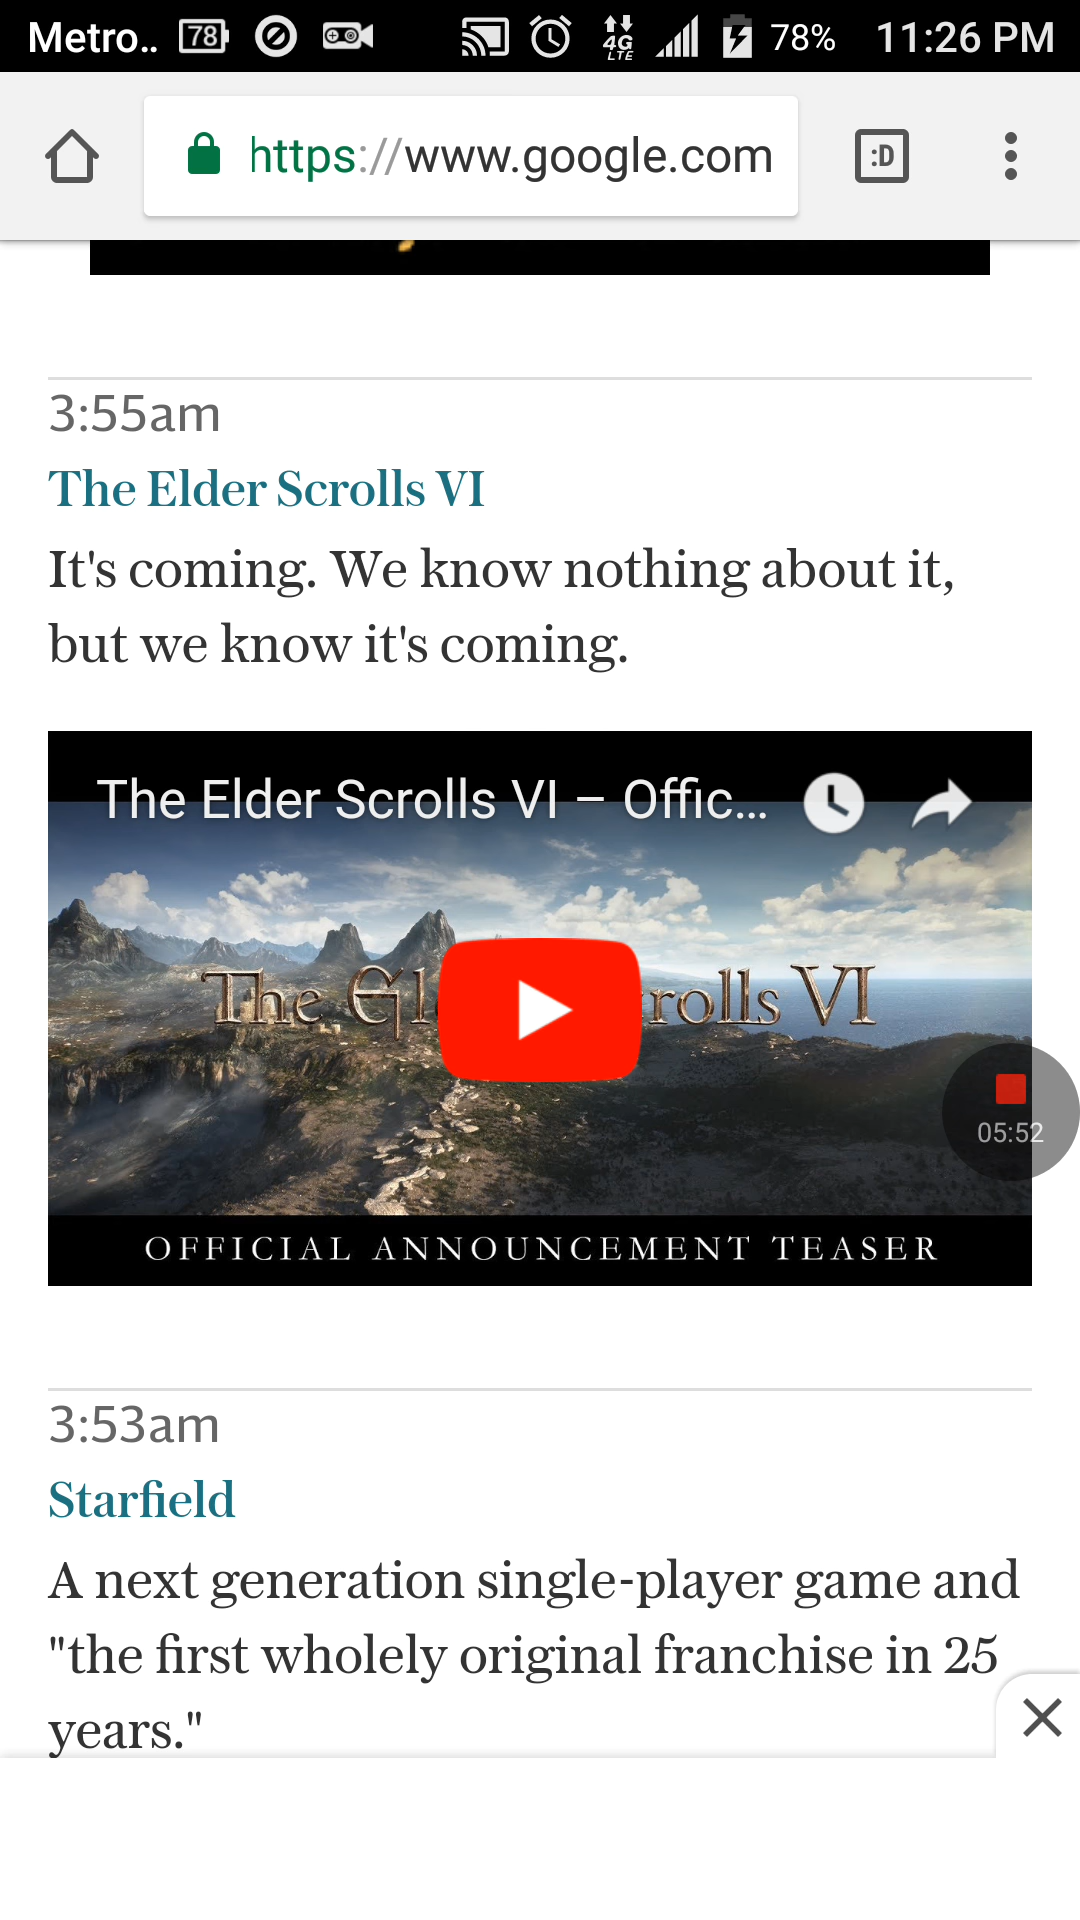 Metro..
78
4G
LTE
78%
11:26 PM
https://www.google.com
:D
3:55am
The Elder Scrolls VI
It's coming. We know nothing about it,
but we know it's coming.
The Elder Scrolls VI – Offic...
The El rolls VI
05:52
OFFICIAL ANNOUNCEMENT TEASER
3:53am
Starfield
A next generation single-player game and
"the first wholely original franchise in 25
years."